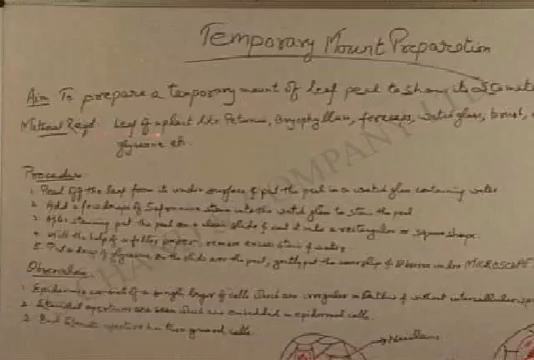 Temporary Mount Preparation
Aim To prepare a temporary mount of leaf peel to show its stomata
Material Reqd. Leaf of a plant like Petunia, Bryophyllum, forceps, watch glass, brush,
glycerine etc.
Procedure
1. Peel off the leaf from its under surface & put the peel in a watch glass containing water
2. Add a few drops of Safranine stain into the watch glass to stain the peel
3. After staining put the peel on a clean slide & cut it into a rectangular or square shape.
4. With the help of a filter paper remove excess stain & water,
5. Put a drop of glycerine on the slide over the peel, gently put the coverslip & observe under MICROSCOPE
Observation
1. Epidermis consist of a single layer of cells which are irregular in outline & without intercellular
2. Stomatal apertures are seen which are embedded in epidermal cells.
3. Each stomatal aperture has two guard cells.
Nucleus